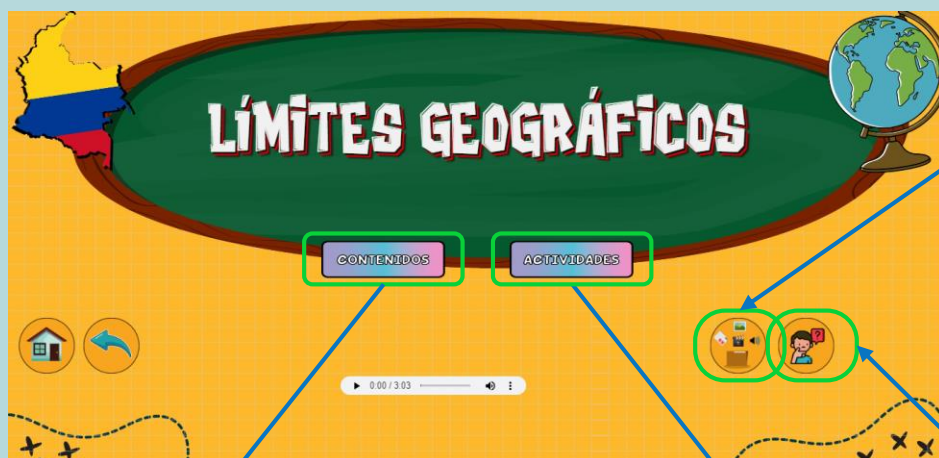 LÍMITES GEOGRÁFICOS
CONTENIDOS
ACTIVIDADES
?
0:00 / 3:03